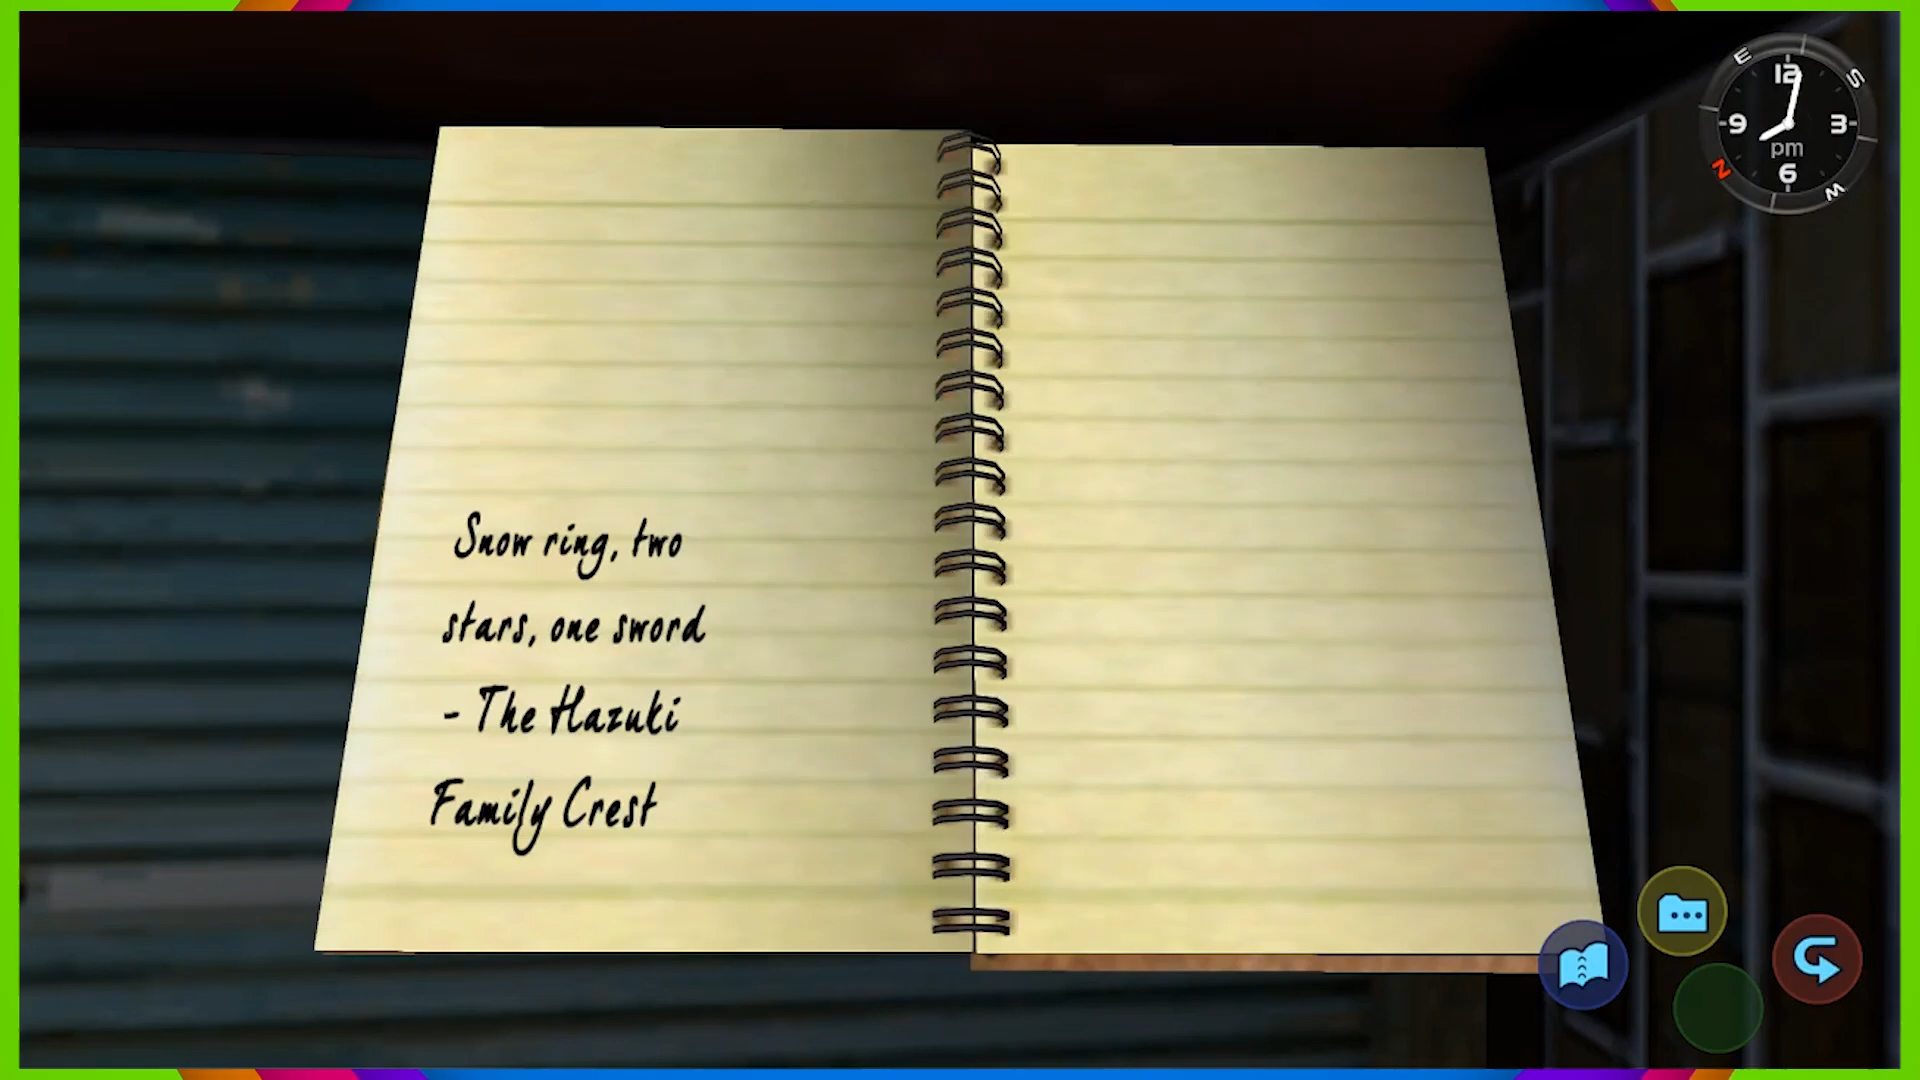 Snow ring, two
stars, one sword
- The Hazuki
Family Crest
E
S
N
W
12
9
3
pm
6